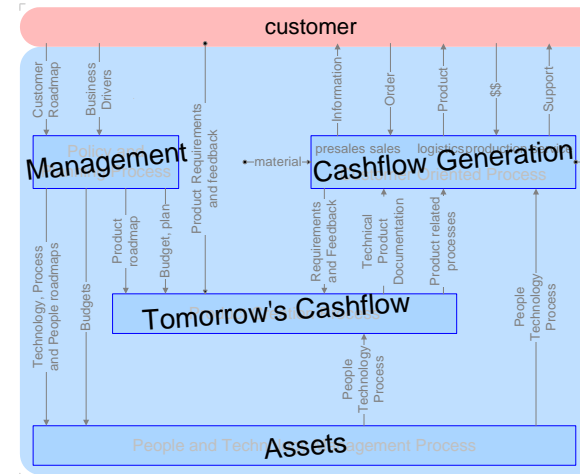 customer
Customer
Roadmap
Business
Drivers
Product Requirements
and feedback
Information
Order
Product
$$
Support
Policy and
Process
Management
material
presales sales
logistics production service
Customer Oriented Process
Cashflow Generation
Product
roadmap
Budget, plan
Requirements
and Feedback
Technical
Product
Documentation
Product related
processes
Technology, Process
and People roadmaps
Budgets
Tomorrow's Cashflow
People
Technology
Process
People
Technology
Process
People and Technology Management Process
Assets